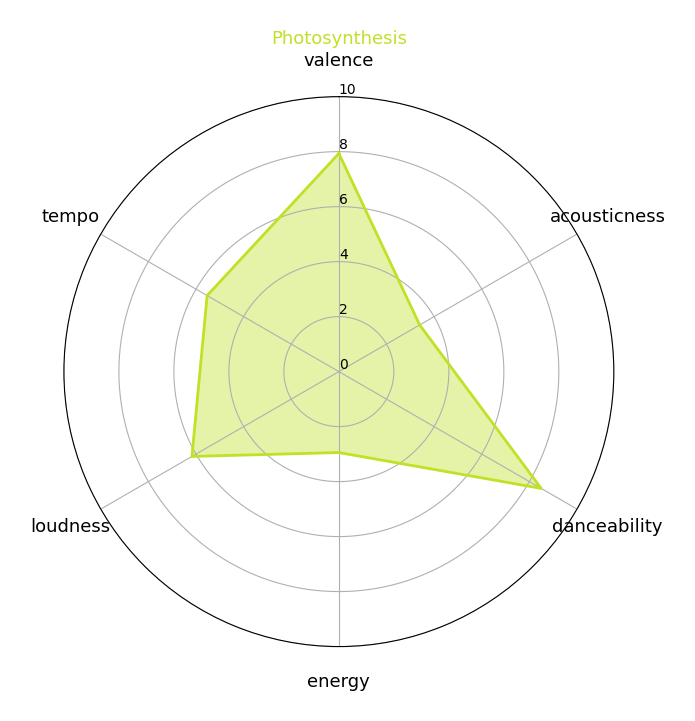 Photosynthesis
valence
10
8
tempo
acousticness
6
4
2
0
loudness
danceability
energy